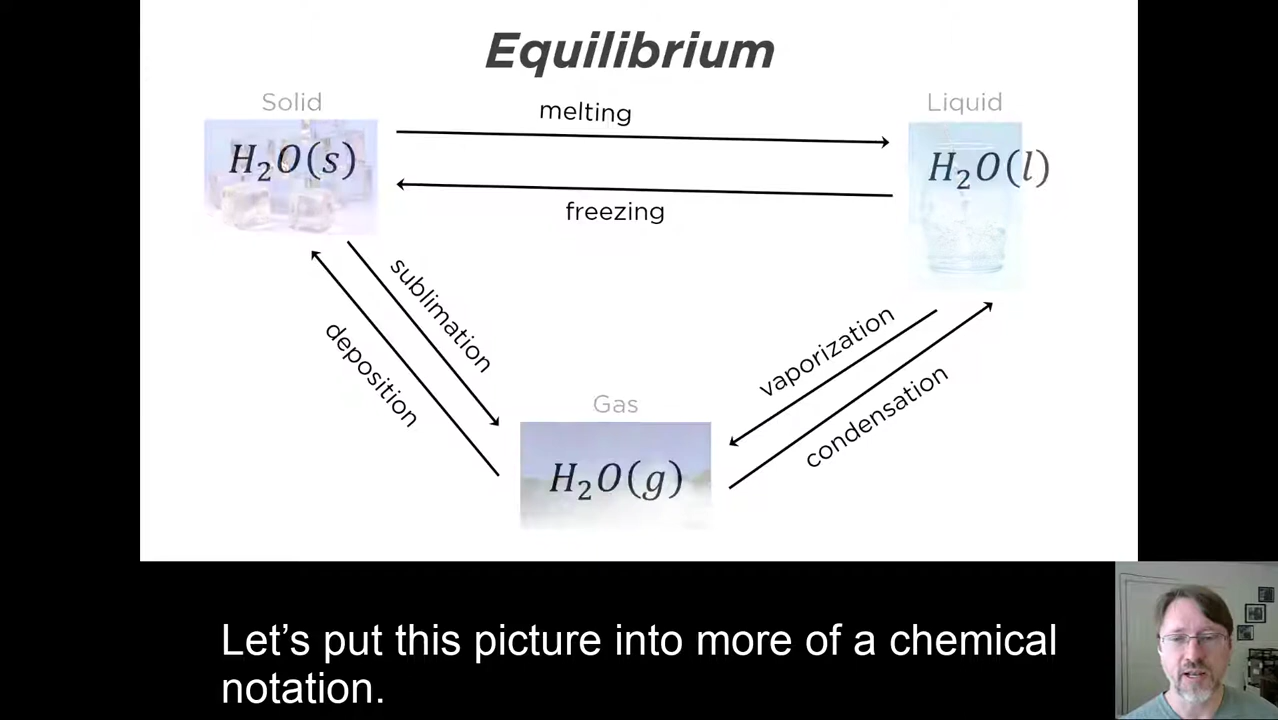 Equilibrium
Solid
melting
Liquid
H₂O(s)
H₂O(l)
freezing
sublimation
deposition
vaporization
condensation
Gas
H₂O(g)
Let’s put this picture into more of a chemical
notation.